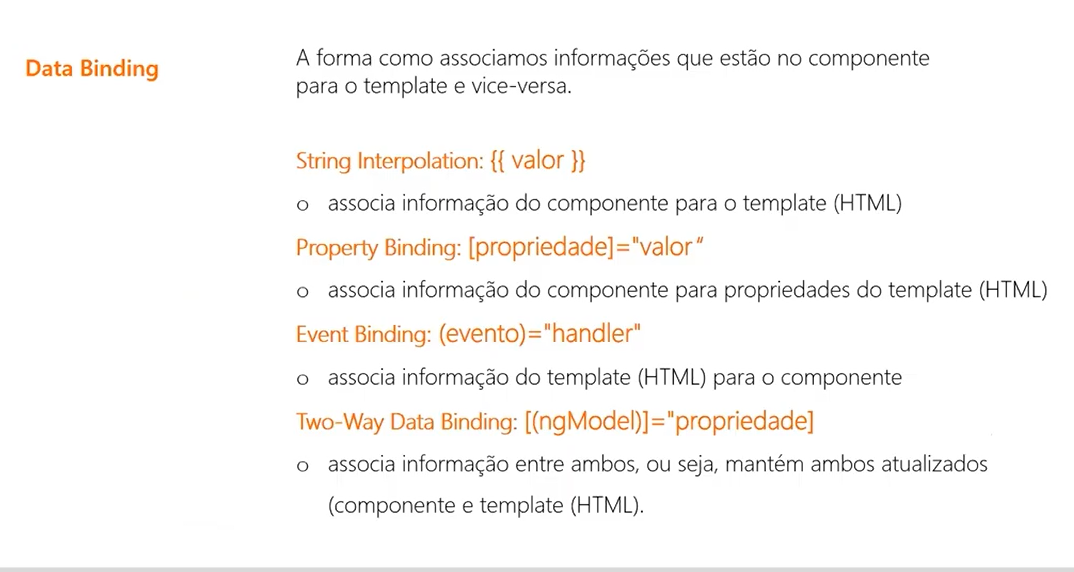 Data Binding
A forma como associamos informações que estão no componente
para o template e vice-versa.
String Interpolation: {{ valor }}
o associa informação do componente para o template (HTML)
Property Binding: [propriedade]="valor“
o associa informação do componente para propriedades do template (HTML)
Event Binding: (evento)="handler"
o associa informação do template (HTML) para o componente
Two-Way Data Binding: [(ngModel)]="propriedade]
o associa informação entre ambos, ou seja, mantém ambos atualizados
(componente e template (HTML).